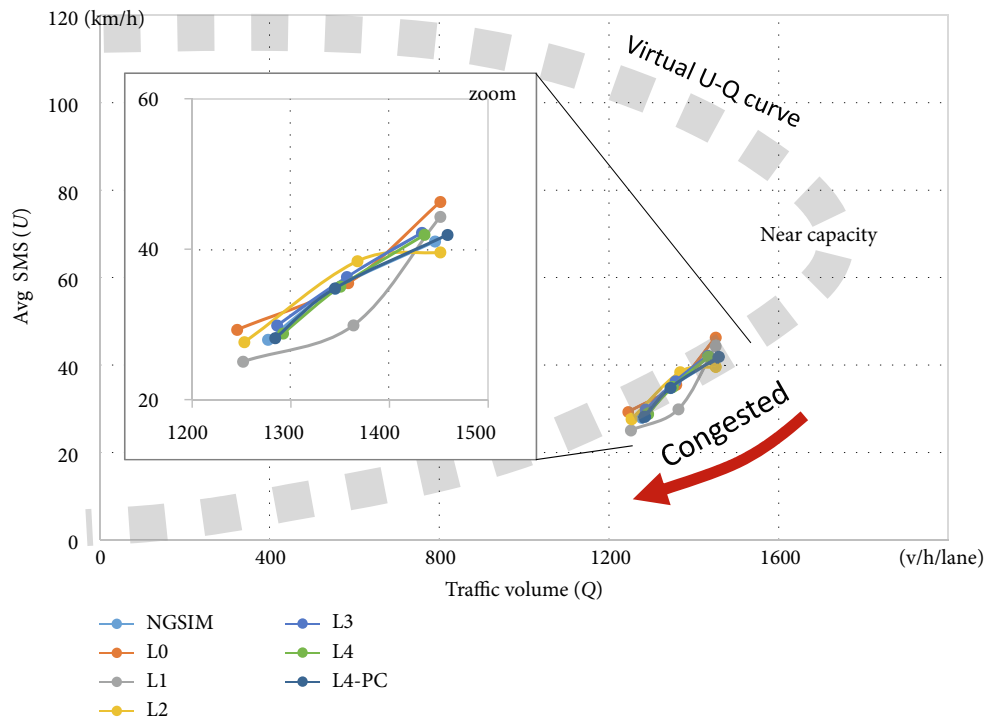 120 (km/h)
Virtual U-Q curve
zoom
60
100
80
Near capacity
Avg SMS (U)
40
60
40
20
Congested
1200 1300 1400 1500
20
0
0 400 800 1200 1600 (v/h/lane)
Traffic volume (Q)
NGSIM L3
L0 L4
L1 L4-PC
L2